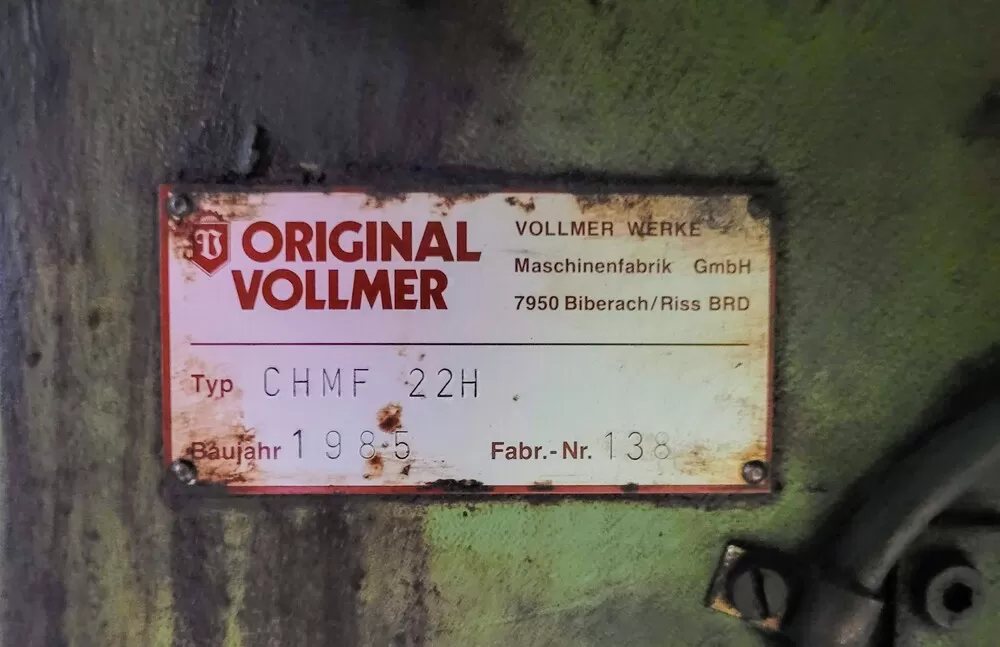 ORIGINAL
VOLLMER
VOLLMER WERKE
Maschinenfabrik GmbH
7950 Biberach/Riss BRD
Typ CHMF 22H
Baujahr 1985 Fabr.-Nr. 138